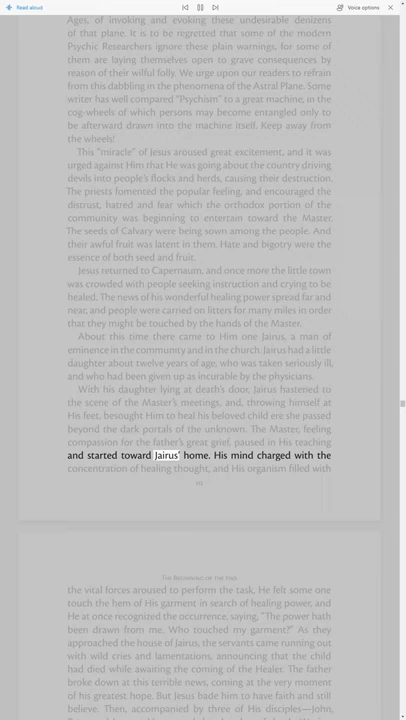 Read aloud
Voice options
Ages, of invoking and evoking these undesirable denizens
of that plane. It is to be regretted that some of the modern
Psychic Researchers ignore these plain warnings, for some of
them are laying themselves open to grave consequences by
reason of their wilful folly. We urge upon our readers to refrain
from this dabbling in the phenomena of the Astral Plane. Some
writer has well compared "Psychism" to a great machine, in the
cog-wheels of which persons may become entangled only to
be afterward drawn into the machine itself. Keep away from
the wheels!
This "miracle" of Jesus aroused great excitement, and it was
urged against Him that He was going about the country driving
devils into people's flocks and herds, causing their destruction.
The priests fomented the popular feeling, and encouraged the
distrust, hatred and fear which the orthodox portion of the
community was beginning to entertain toward the Master.
The seeds of Calvary were being sown among the people. And
their awful fruit was latent in them. Hate and bigotry were the
essence of both seed and fruit.
Jesus returned to Capernaum, and once more the little town
was crowded with people seeking instruction and crying to be
healed. The news of his wonderful healing power spread far and
near, and people were carried on litters for many miles in order
that they might be touched by the hands of the Master.
About this time there came to Him one Jairus, a man of
eminence in the community and in the church. Jairus had a little
daughter about twelve years of age, who was taken seriously ill,
and who had been given up as incurable by the physicians.
With his daughter lying at death's door, Jairus hastened to
the scene of the Master's meetings, and, throwing himself at
His feet, besought Him to heal his beloved child ere she passed
beyond the dark portals of the unknown. The Master, feeling
compassion for the father's great grief, paused in His teaching
and started toward Jairus' home. His mind charged with the
concentration of healing thought, and His organism filled with
The Beginning of the End
the vital forces aroused to perform the task, He felt some one
touch the hem of His garment in search of healing power, and
He at once recognized the occurrence, saying, "The power hath
been drawn from me. Who touched my garment?" As they
approached the house of Jairus, the servants came running out
with wild cries and lamentations, announcing that the child
had died while awaiting the coming of the Healer. The father
broke down at this terrible news, coming at the very moment
of his greatest hope. But Jesus bade him to have faith and still
believe. Then, accompanied by three of His disciples—John,